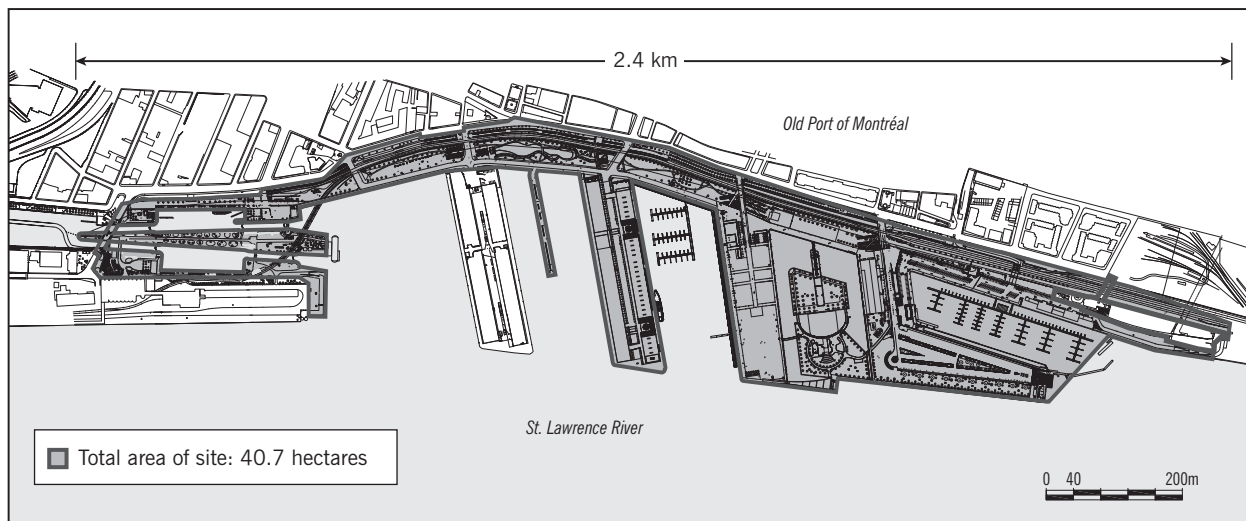 2.4 km
Old Port of Montréal
St. Lawrence River
Total area of site: 40.7 hectares
0 40 200m